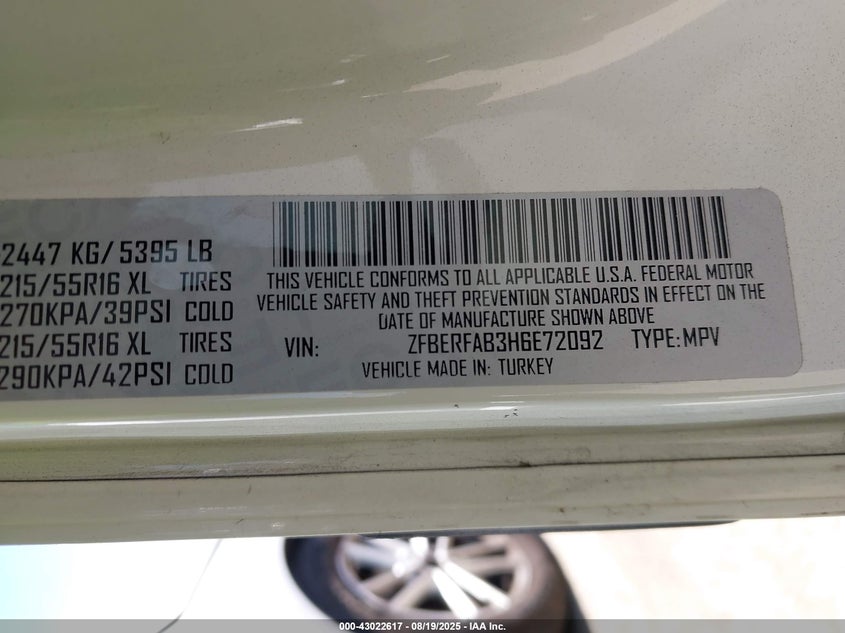 2447 KG/ 5395 LB
215/55R16 XL TIRES
270KPA/39PSI COLD
215/55R16 XL TIRES
290KPA/42PSI COLD
THIS VEHICLE CONFORMS TO ALL APPLICABLE U.S.A. FEDERAL MOTOR
VEHICLE SAFETY AND THEFT PREVENTION STANDARDS IN EFFECT ON THE
DATE OF MANUFACTURE SHOWN ABOVE
VIN: ZFBERFAB3H6E72092 TYPE:MPV
VEHICLE MADE IN: TURKEY
000-43022617 - 08/19/2025 - IAA Inc.